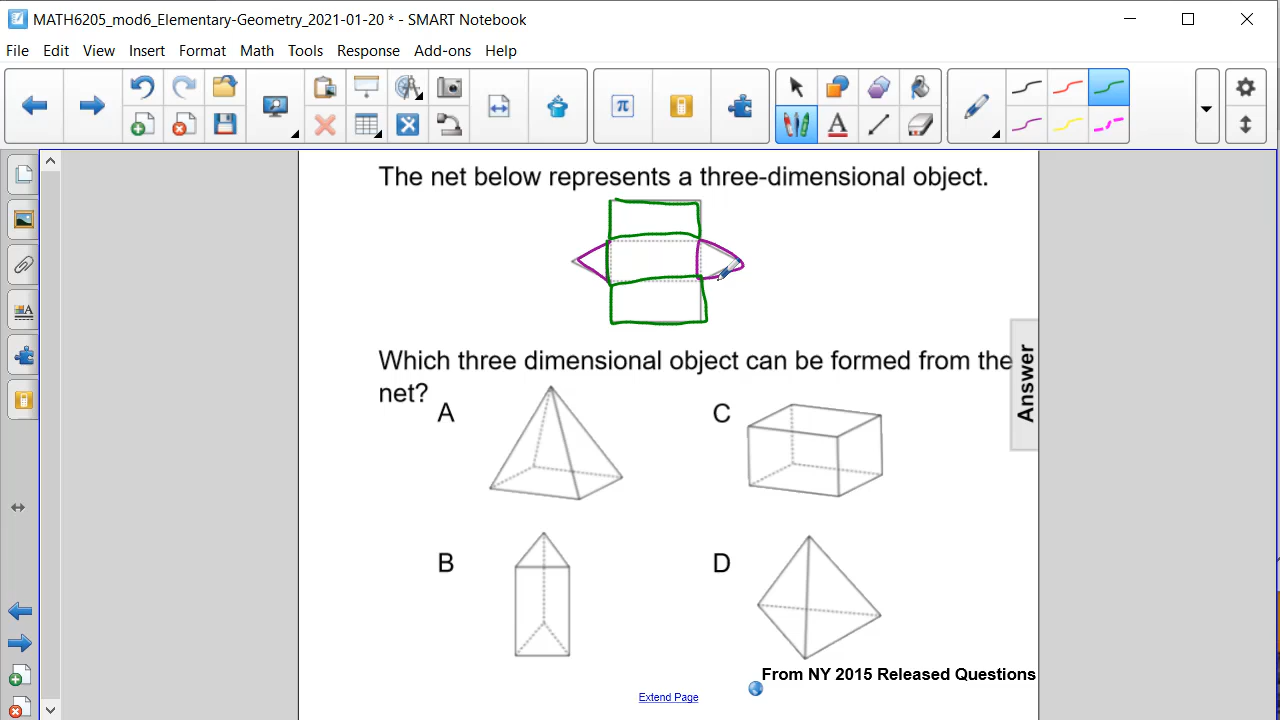 MATH6205_mod6_Elementary-Geometry_2021-01-20 * - SMART Notebook
File Edit View Insert Format Math Tools Response Add-ons Help
π
A
The net below represents a three-dimensional object.
Which three dimensional object can be formed from the
net?
Answer
A
C
B
D
From NY 2015 Released Questions
Extend Page